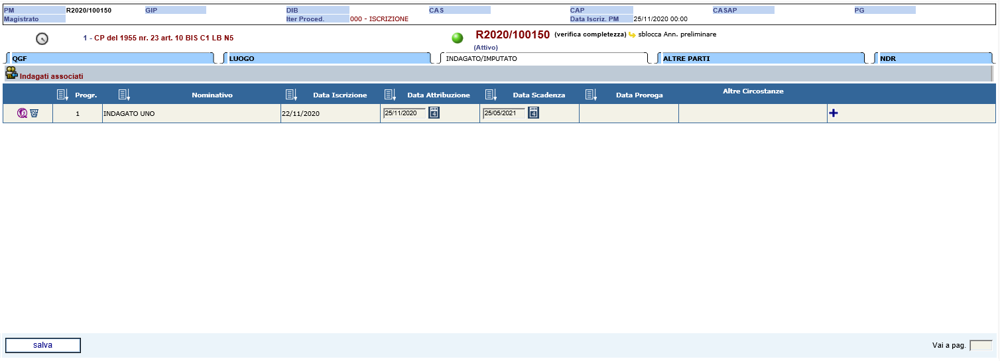 PM R2020/100150 GIP DIB CAS CAP CASAP PG
Magistrato Iter Proced. 000 - ISCRIZIONE Data Iscriz. PM 25/11/2020 00:00
1 - CP del 1955 nr. 23 art. 10 BIS C1 LB N5 R2020/100150 (verifica completezza) sblocca Ann. preliminare
(Attivo)
QGF LUOGO INDAGATO/IMPUTATO ALTRE PARTI NDR
Indagati associati
Progr. Nominativo Data Iscrizione Data Attribuzione Data Scadenza Data Proroga Altre Circostanze
1 INDAGATO UNO 22/11/2020 25/11/2020 4 25/05/2021 4
salva Vai a pag.